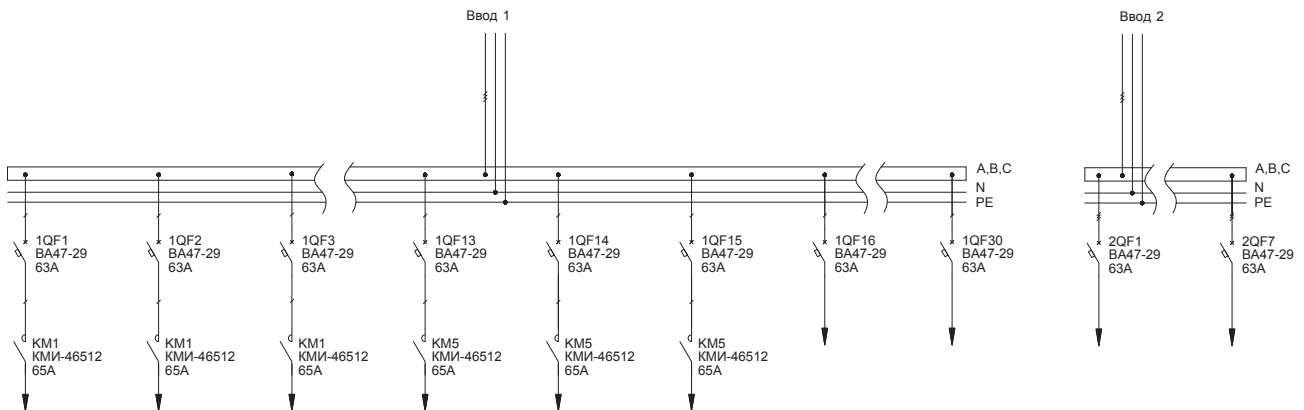 Ввод 1
Ввод 2
A,B,C
N
PE
A,B,C
N
PE
1QF1
ВА47-29
63А
1QF2
ВА47-29
63А
1QF3
ВА47-29
63А
1QF13
ВА47-29
63А
1QF14
ВА47-29
63А
1QF15
ВА47-29
63А
1QF16
ВА47-29
63А
1QF30
ВА47-29
63А
2QF1
ВА47-29
63А
2QF7
ВА47-29
63А
КМ1
КМИ-46512
65А
КМ1
КМИ-46512
65А
КМ1
КМИ-46512
65А
КМ5
КМИ-46512
65А
КМ5
КМИ-46512
65А
КМ5
КМИ-46512
65А